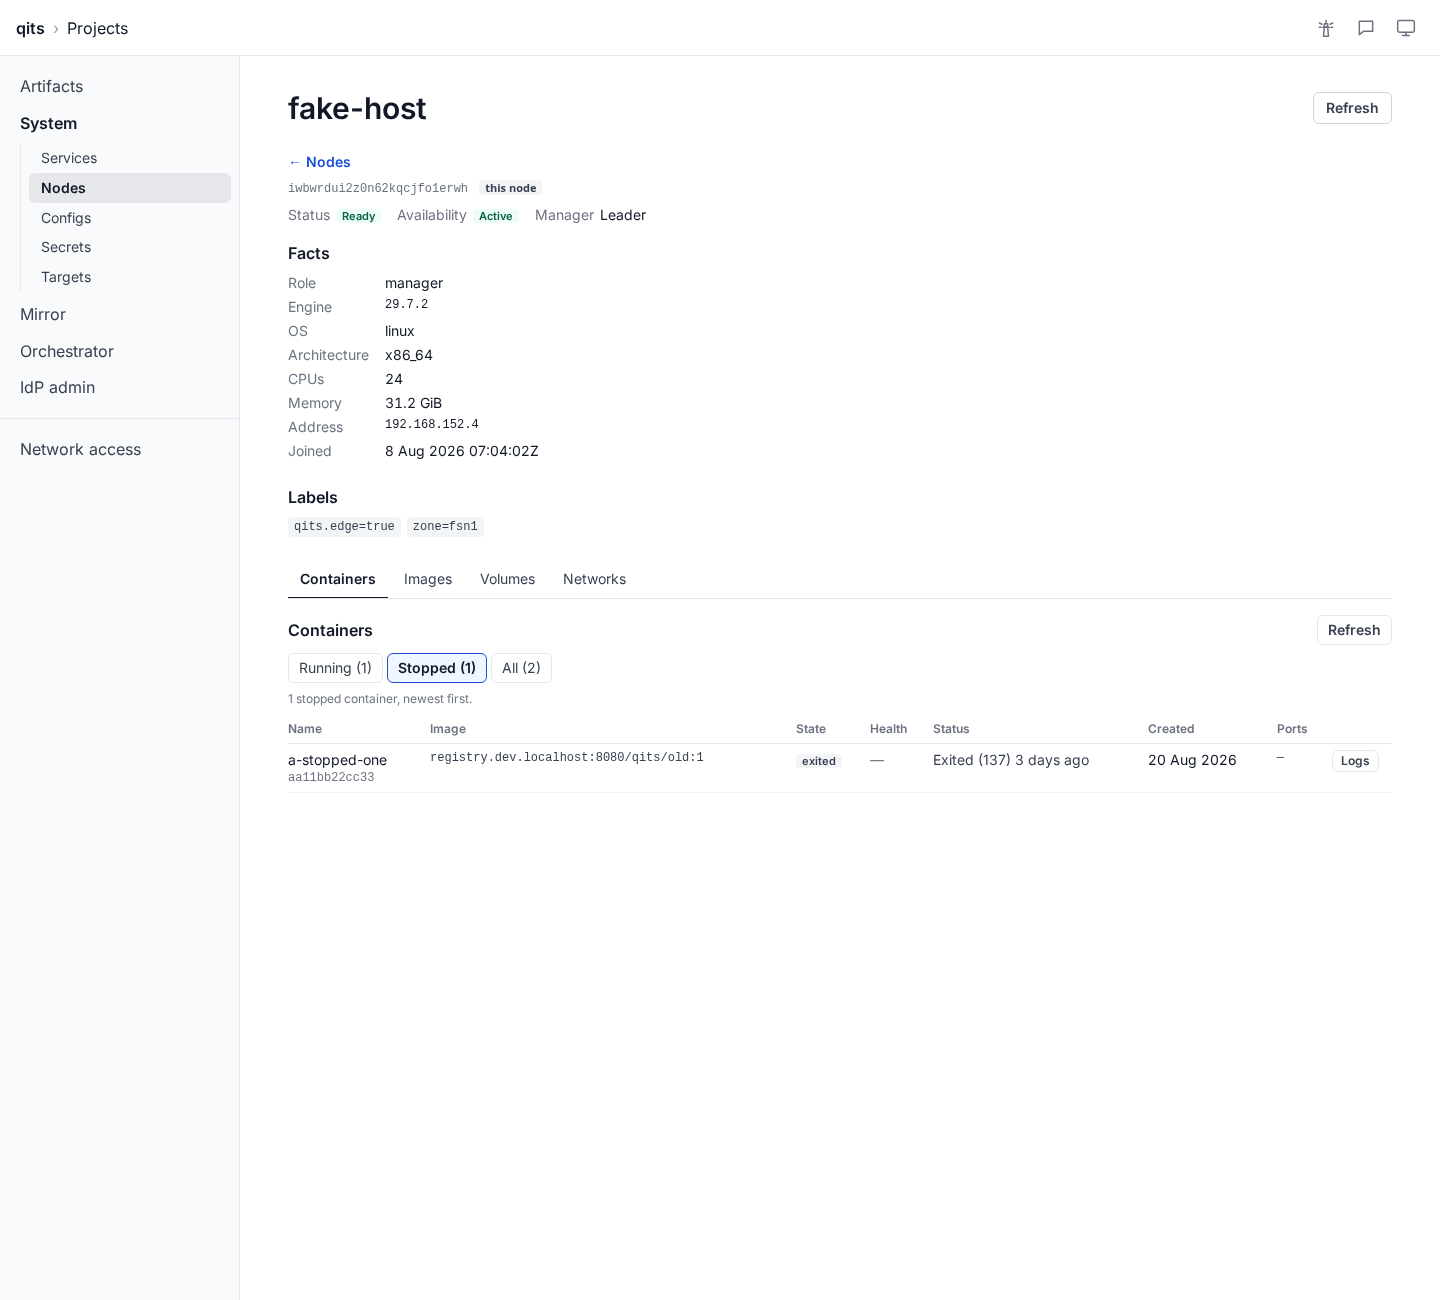 qits › Projects
Artifacts
System
Services
Nodes
Configs
Secrets
Targets
Mirror
Orchestrator
IdP admin
Network access
fake-host
Refresh
← Nodes
iwbwrdui2z0n62kqcjfo1erwh this node
Status Ready Availability Active Manager Leader
Facts
Role manager
Engine 29.7.2
OS linux
Architecture x86_64
CPUs 24
Memory 31.2 GiB
Address 192.168.152.4
Joined 8 Aug 2026 07:04:02Z
Labels
qits.edge=true zone=fsn1
Containers Images Volumes Networks
Containers Refresh
Running (1) Stopped (1) All (2)
1 stopped container, newest first.
Name Image State Health Status Created Ports
a-stopped-one registry.dev.localhost:8080/qits/old:1 exited — Exited (137) 3 days ago 20 Aug 2026 – Logs
aa11bb22cc33